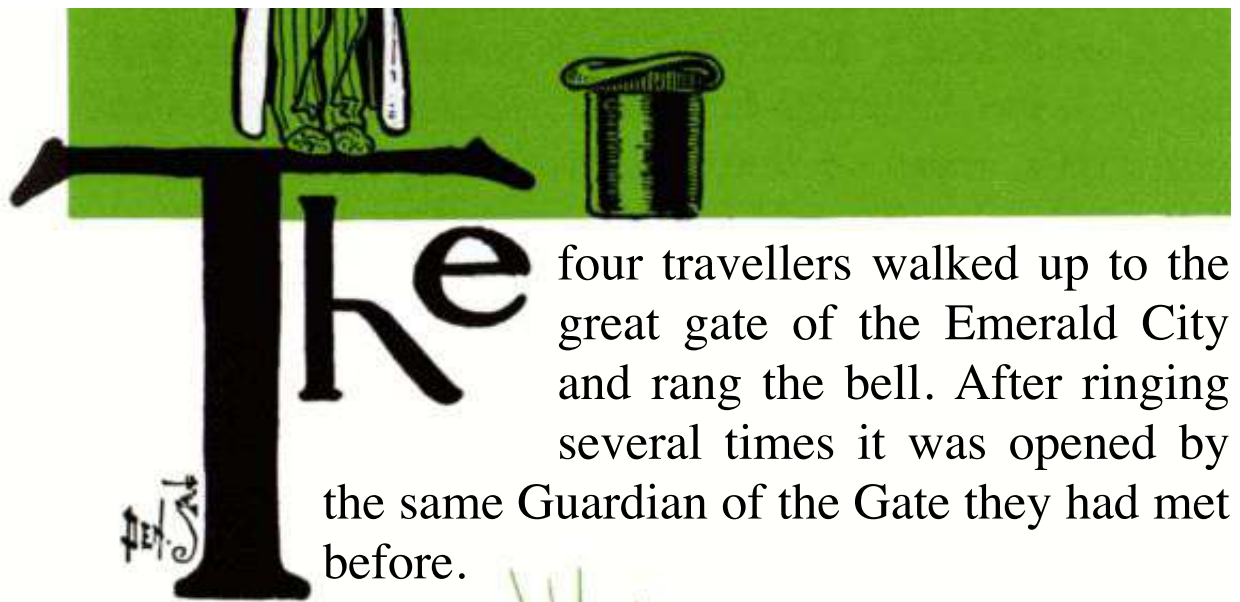 The
four travellers walked up to the
great gate of the Emerald City
and rang the bell. After ringing
several times it was opened by
the same Guardian of the Gate they had met
before.